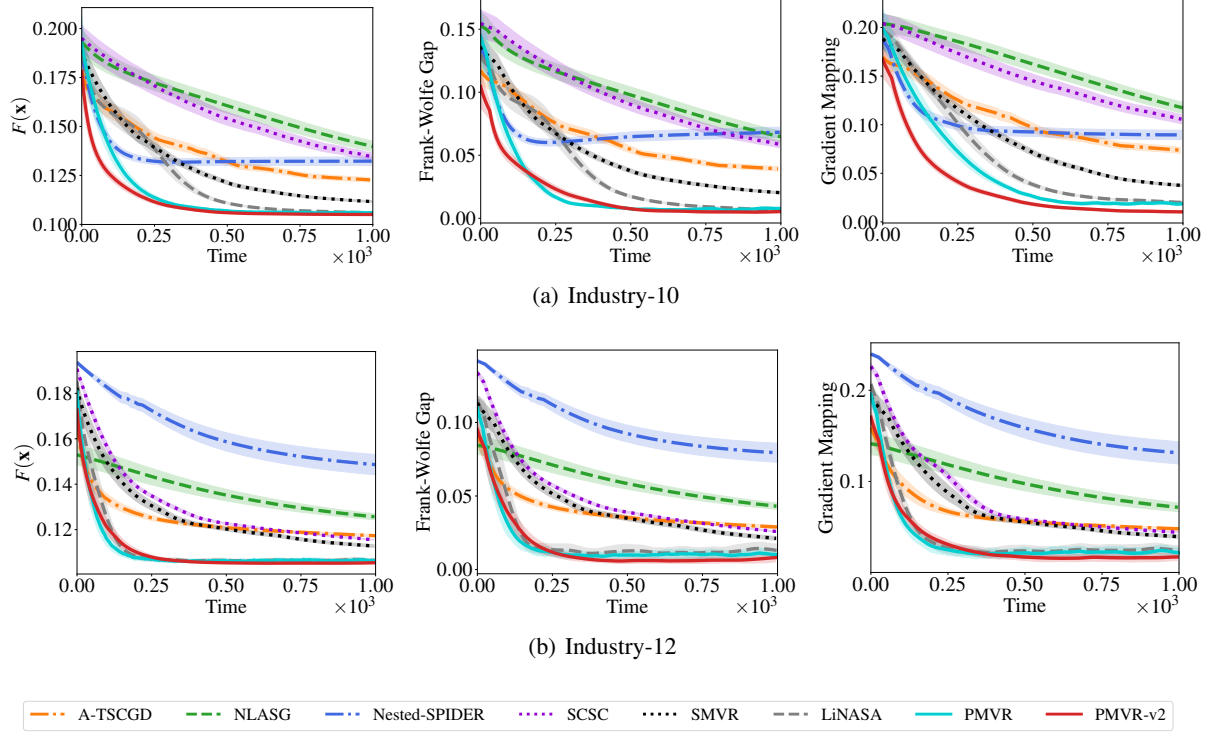 F(x)
0.200
0.175
0.150
0.125
0.100
0.00 0.25 0.50 0.75 1.00
Time ×10³
Frank-Wolfe Gap
0.15
0.10
0.05
0.00
0.00 0.25 0.50 0.75 1.00
Time ×10³
Gradient Mapping
0.20
0.15
0.10
0.05
0.00
0.00 0.25 0.50 0.75 1.00
Time ×10³
(a) Industry-10
F(x)
0.18
0.16
0.14
0.12
0.00 0.25 0.50 0.75 1.00
Time ×10³
Frank-Wolfe Gap
0.10
0.05
0.00
0.00 0.25 0.50 0.75 1.00
Time ×10³
Gradient Mapping
0.2
0.1
0.00 0.25 0.50 0.75 1.00
Time ×10³
(b) Industry-12
A-TSCGD NLASG Nested-SPIDER SCSC SMVR LiNASA PMVR PMVR-v2